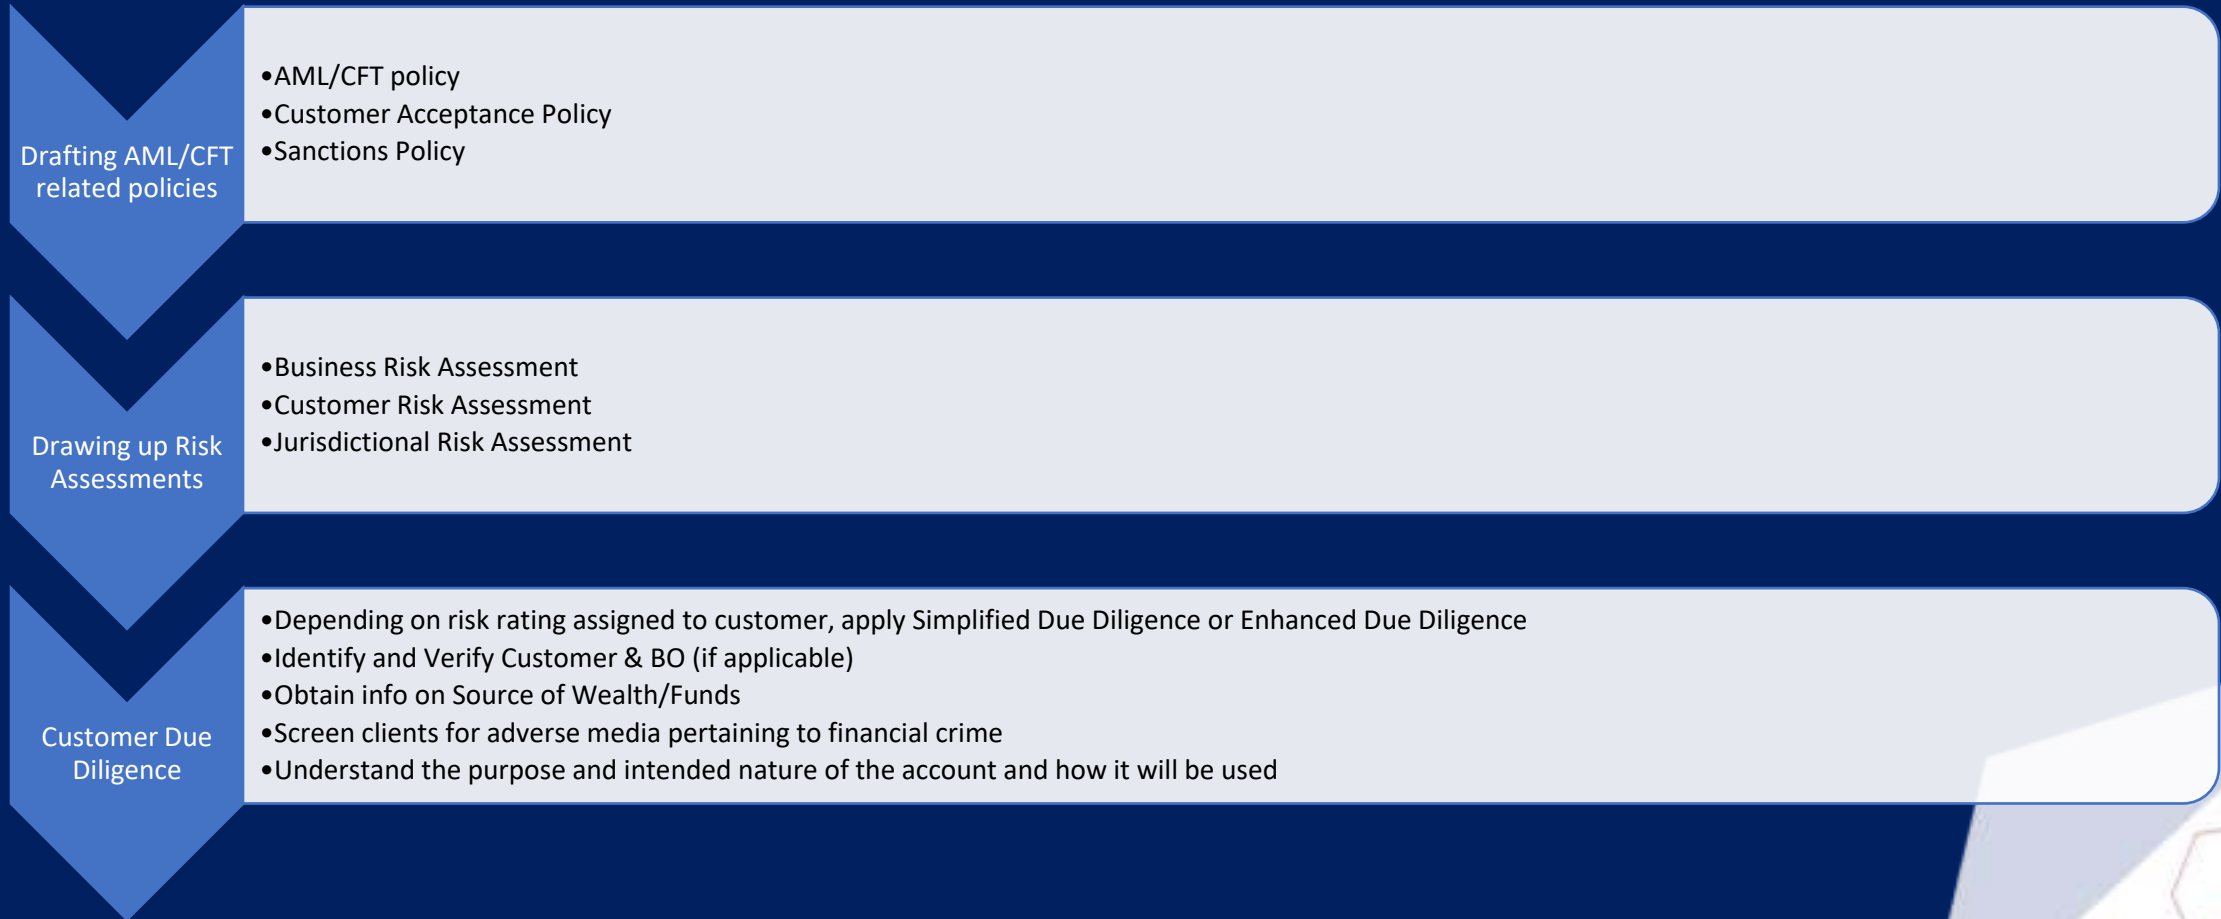 Drafting AML/CFT
related policies
•AML/CFT policy
•Customer Acceptance Policy
•Sanctions Policy
Drawing up Risk
Assessments
•Business Risk Assessment
•Customer Risk Assessment
•Jurisdictional Risk Assessment
Customer Due
Diligence
•Depending on risk rating assigned to customer, apply Simplified Due Diligence or Enhanced Due Diligence
•Identify and Verify Customer & BO (if applicable)
•Obtain info on Source of Wealth/Funds
•Screen clients for adverse media pertaining to financial crime
•Understand the purpose and intended nature of the account and how it will be used